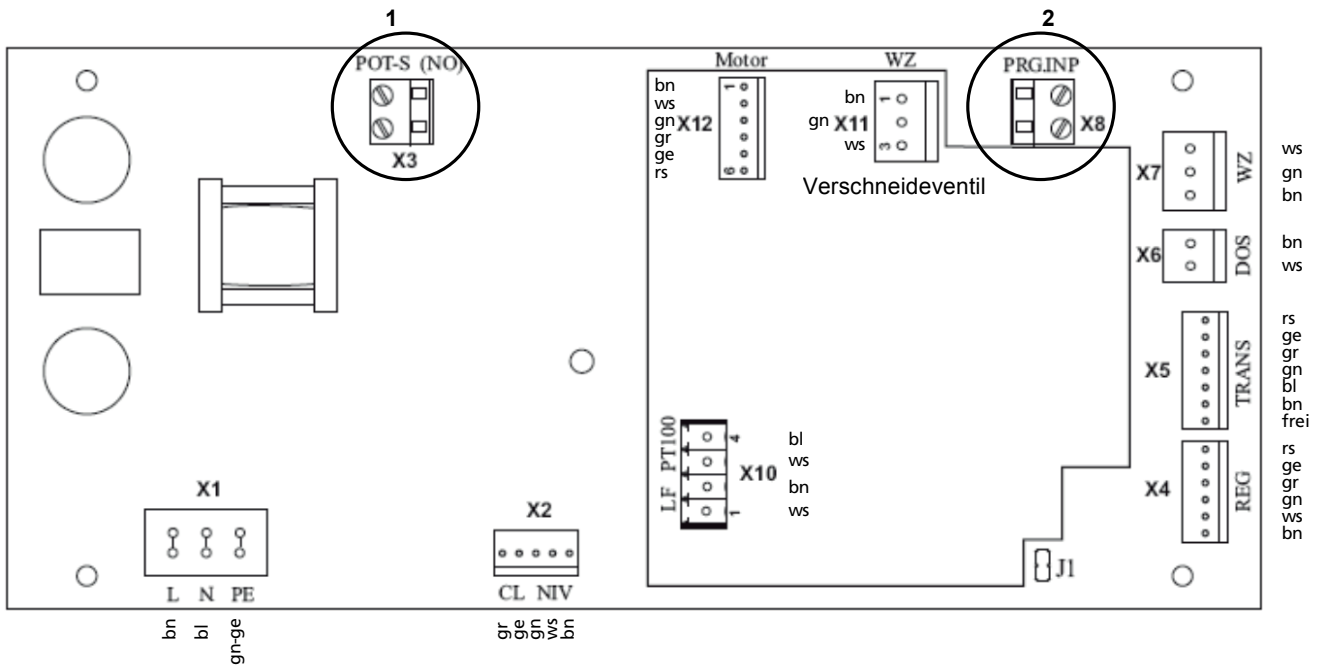 1
2
POT-S (NO)
X3
Motor
bn
ws
gn
gr
ge
rs
X12
1
6
WZ
bn
gn
ws
X11
1
3
Verschneideventil
PRG.INP
X8
X7
WZ
ws
gn
bn
X6
DOS
bn
ws
X5
TRANS
rs
ge
gr
gn
bl
bn
frei
X4
REG
rs
ge
gr
gn
ws
bn
LF PT100
4
1
X10
bl
ws
bn
ws
X1
L N PE
bn
bl
gn-ge
X2
CL NIV
gr
ge
gn
ws
bn
J1